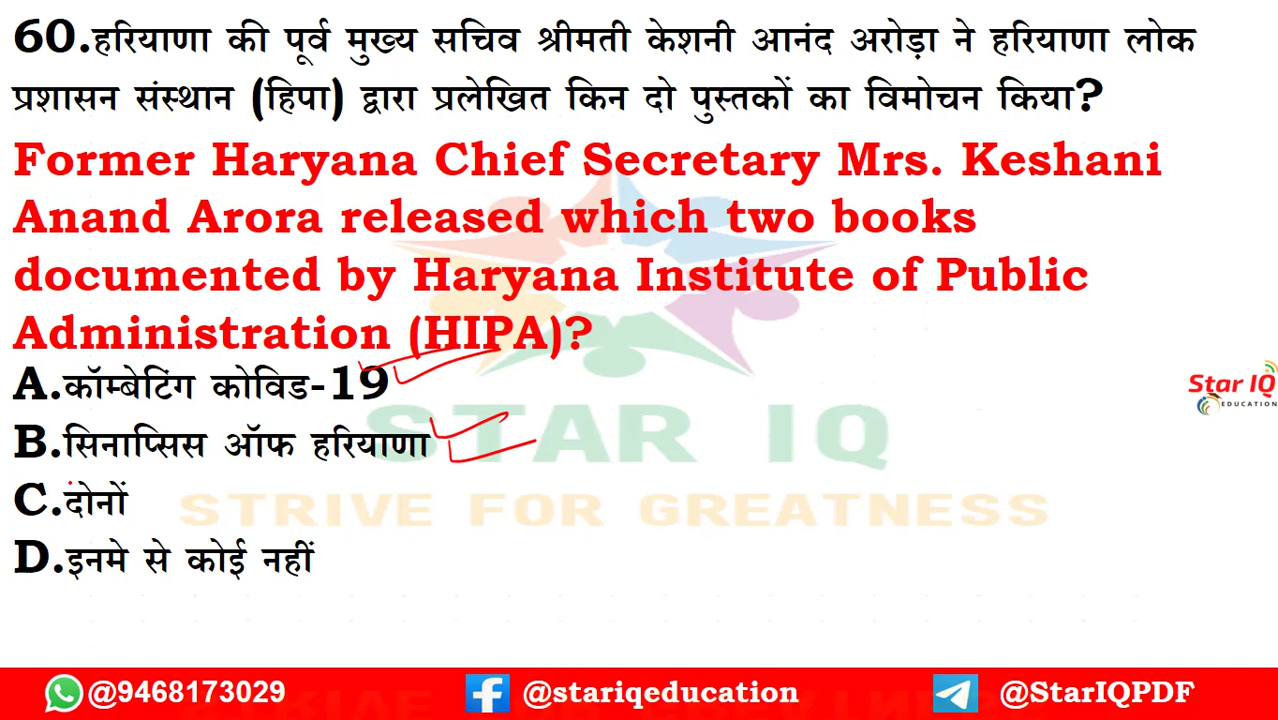 60.हरियाणा की पूर्व मुख्य सचिव श्रीमती केशनी आनंद अरोड़ा ने हरियाणा लोक
प्रशासन संस्थान (हिपा) द्वारा प्रलेखित किन दो पुस्तकों का विमोचन किया?
Former Haryana Chief Secretary Mrs. Keshani
Anand Arora released which two books
documented by Haryana Institute of Public
Administration (HIPA)?
A.कॉम्बेटिंग कोविड-19
B.सिनाप्सिस ऑफ हरियाणा
C.दोनों
D.इनमे से कोई नहीं
STAR IQ
STRIVE FOR GREATNESS
Star IQ
EDUCATION
@9468173029 @stariqeducation @StarIQPDF